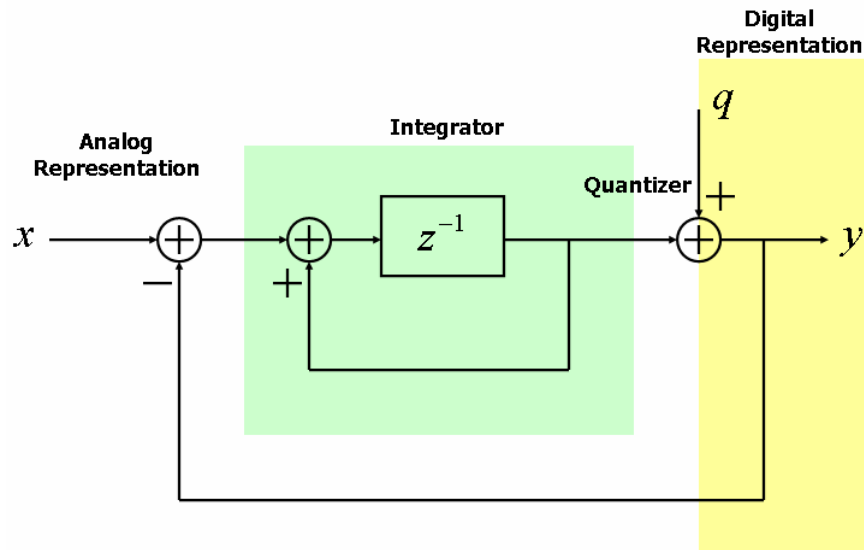 Digital
Representation
q
Integrator
Analog
Representation
Quantizer
+
x
+
+
z⁻¹
+
y
−
+